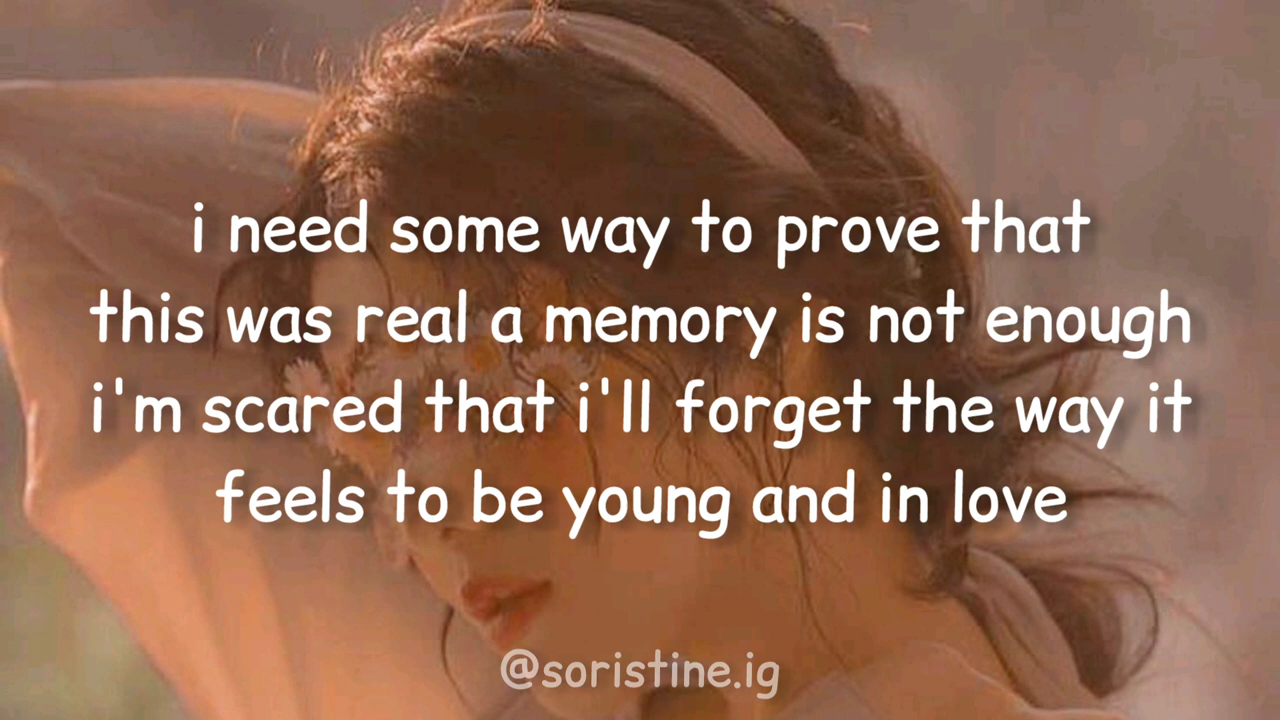 i need some way to prove that
this was real a memory is not enough
i'm scared that i'll forget the way it
feels to be young and in love
@soristine.ig